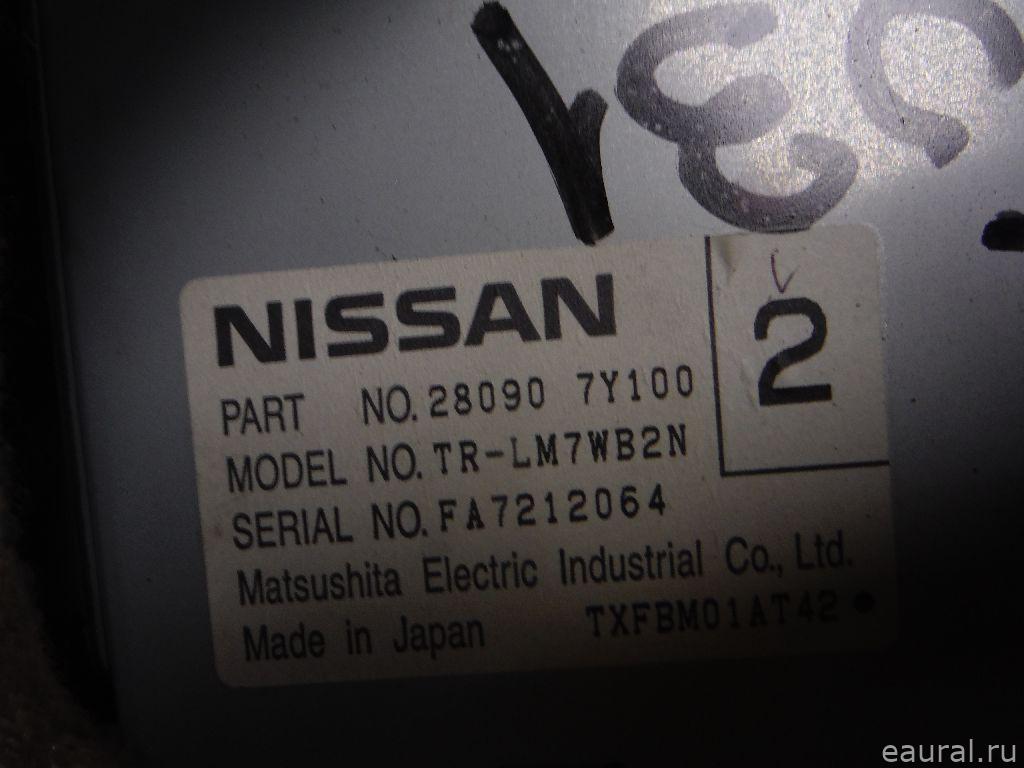 NISSAN
2
PART NO. 28090 7Y100
MODEL NO. TR-LM7WB2N
SERIAL NO. FA7212064
Matsushita Electric Industrial Co., Ltd.
Made in Japan TXFBM01AT42
eaural.ru